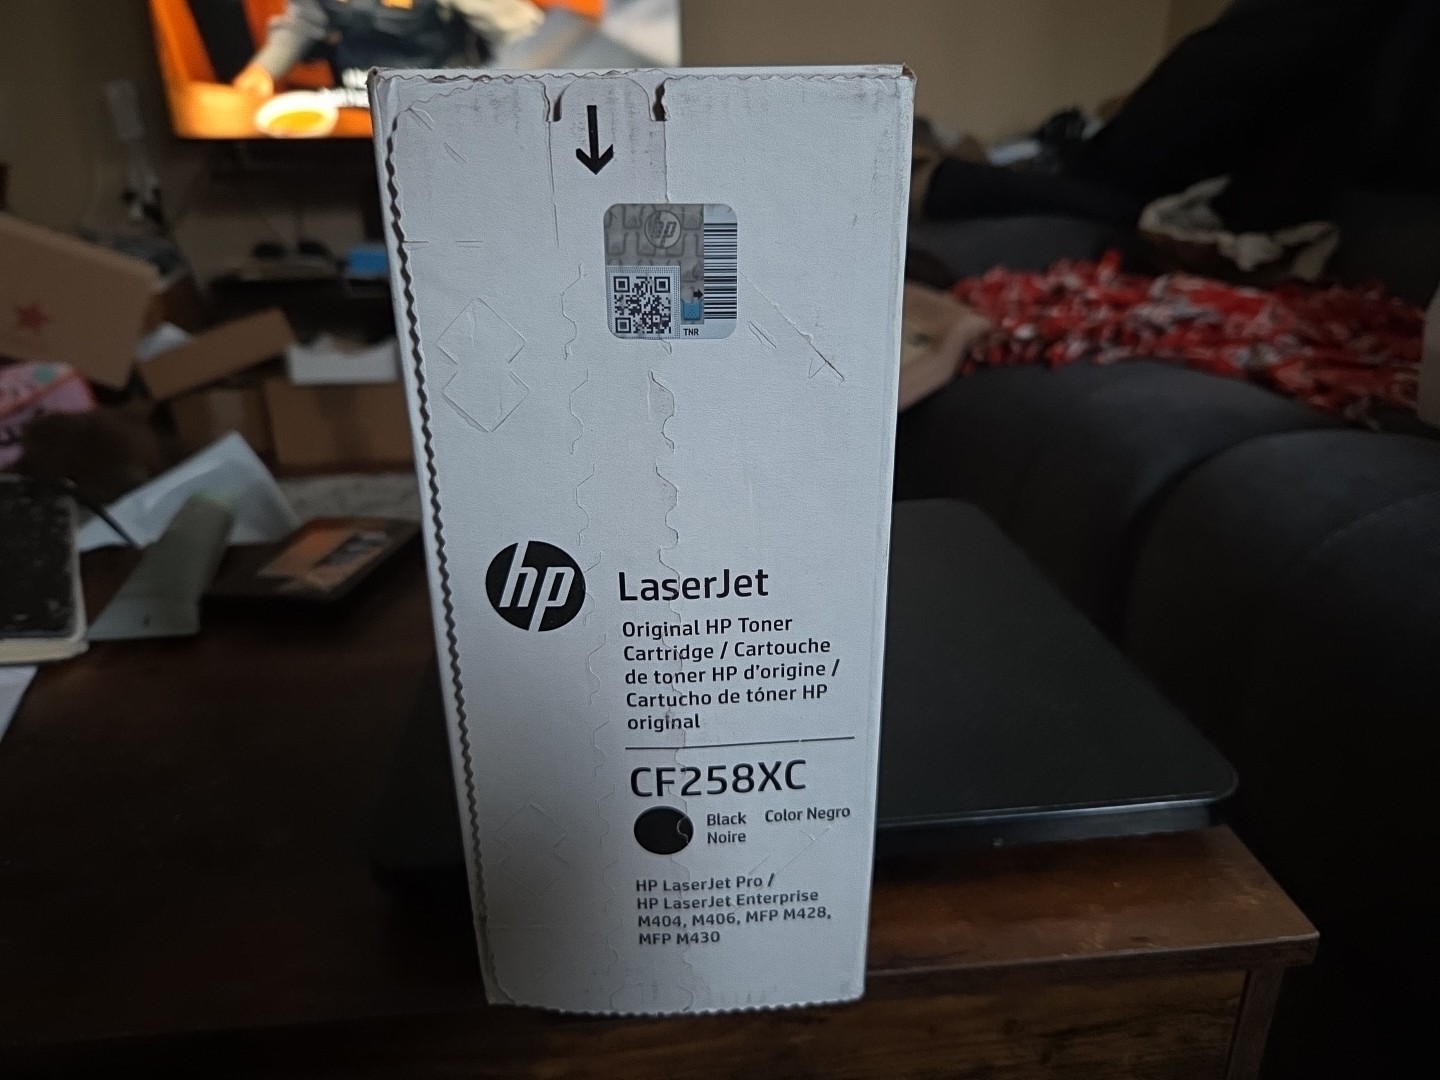 hp
TNR
hp
LaserJet
Original HP Toner
Cartridge / Cartouche
de toner HP d'origine /
Cartucho de tóner HP
original
CF258XC
Black Color Negro
Noire
HP LaserJet Pro /
HP LaserJet Enterprise
M404, M406, MFP M428,
MFP M430